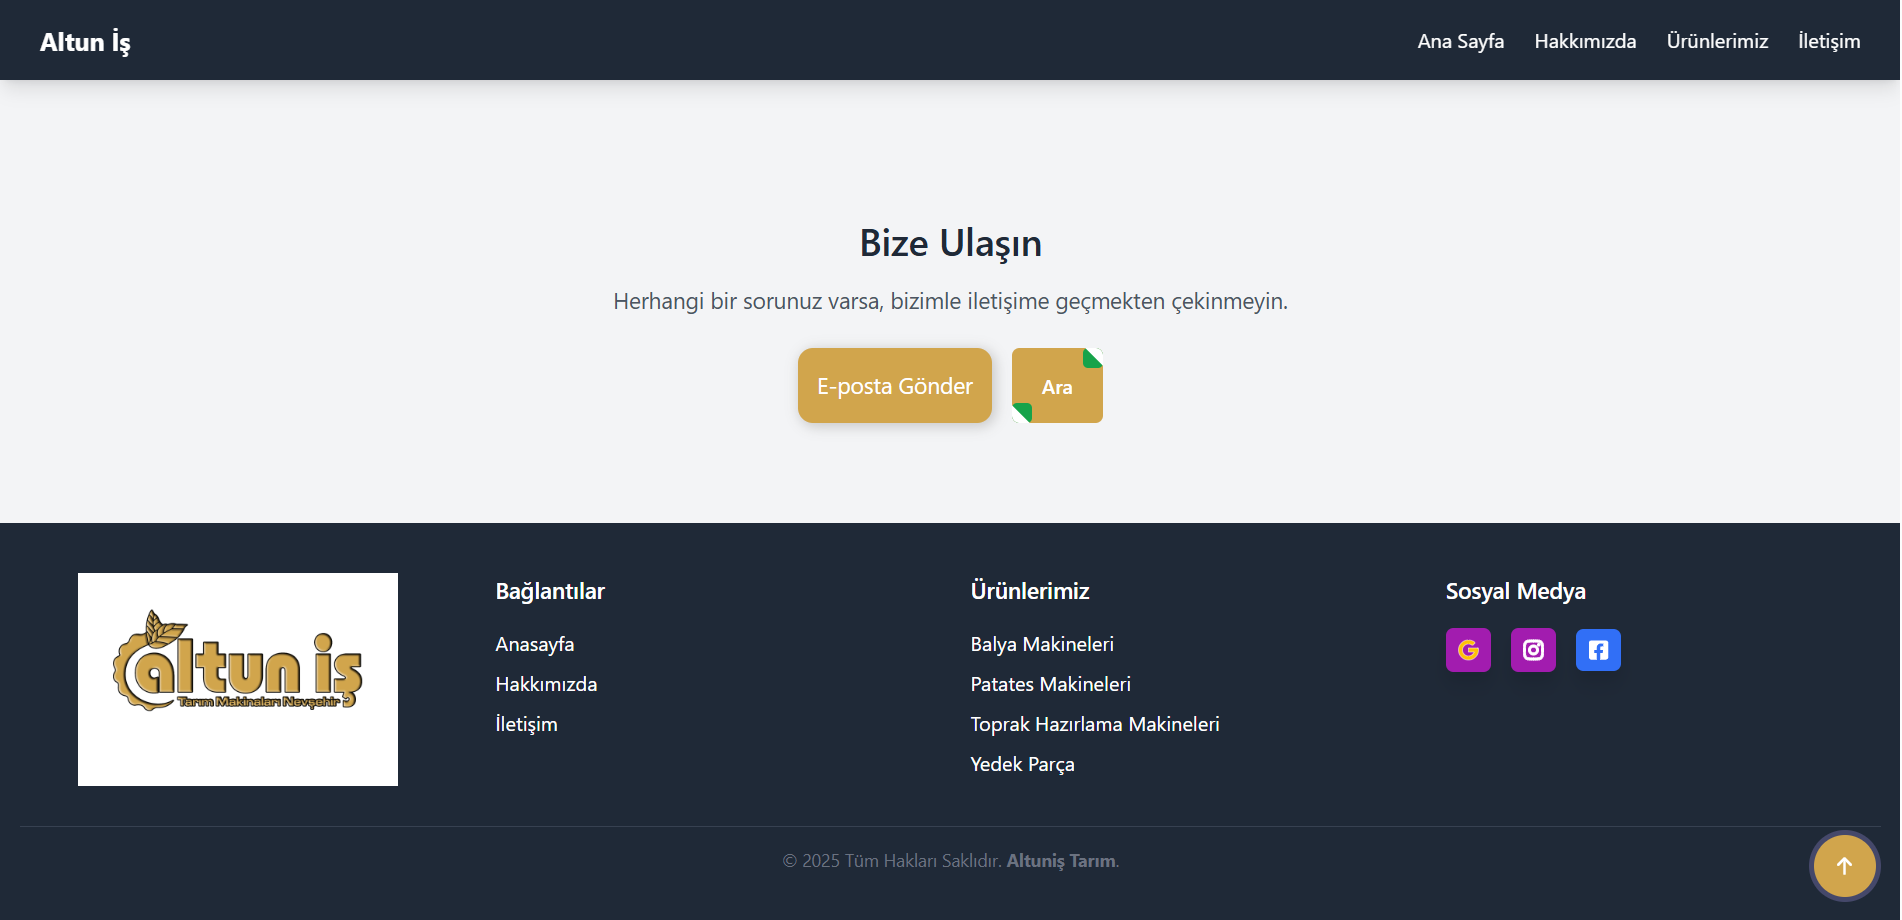 Altun İş
Ana Sayfa
Hakkımızda
Ürünlerimiz
İletişim
Bize Ulaşın
Herhangi bir sorunuz varsa, bizimle iletişime geçmekten çekinmeyin.
E-posta Gönder
Ara
altun iş
Tarım Makinaları Nevşehir
Bağlantılar
Anasayfa
Hakkımızda
İletişim
Ürünlerimiz
Balya Makineleri
Patates Makineleri
Toprak Hazırlama Makineleri
Yedek Parça
Sosyal Medya
© 2025 Tüm Hakları Saklıdır. Altuniş Tarım.